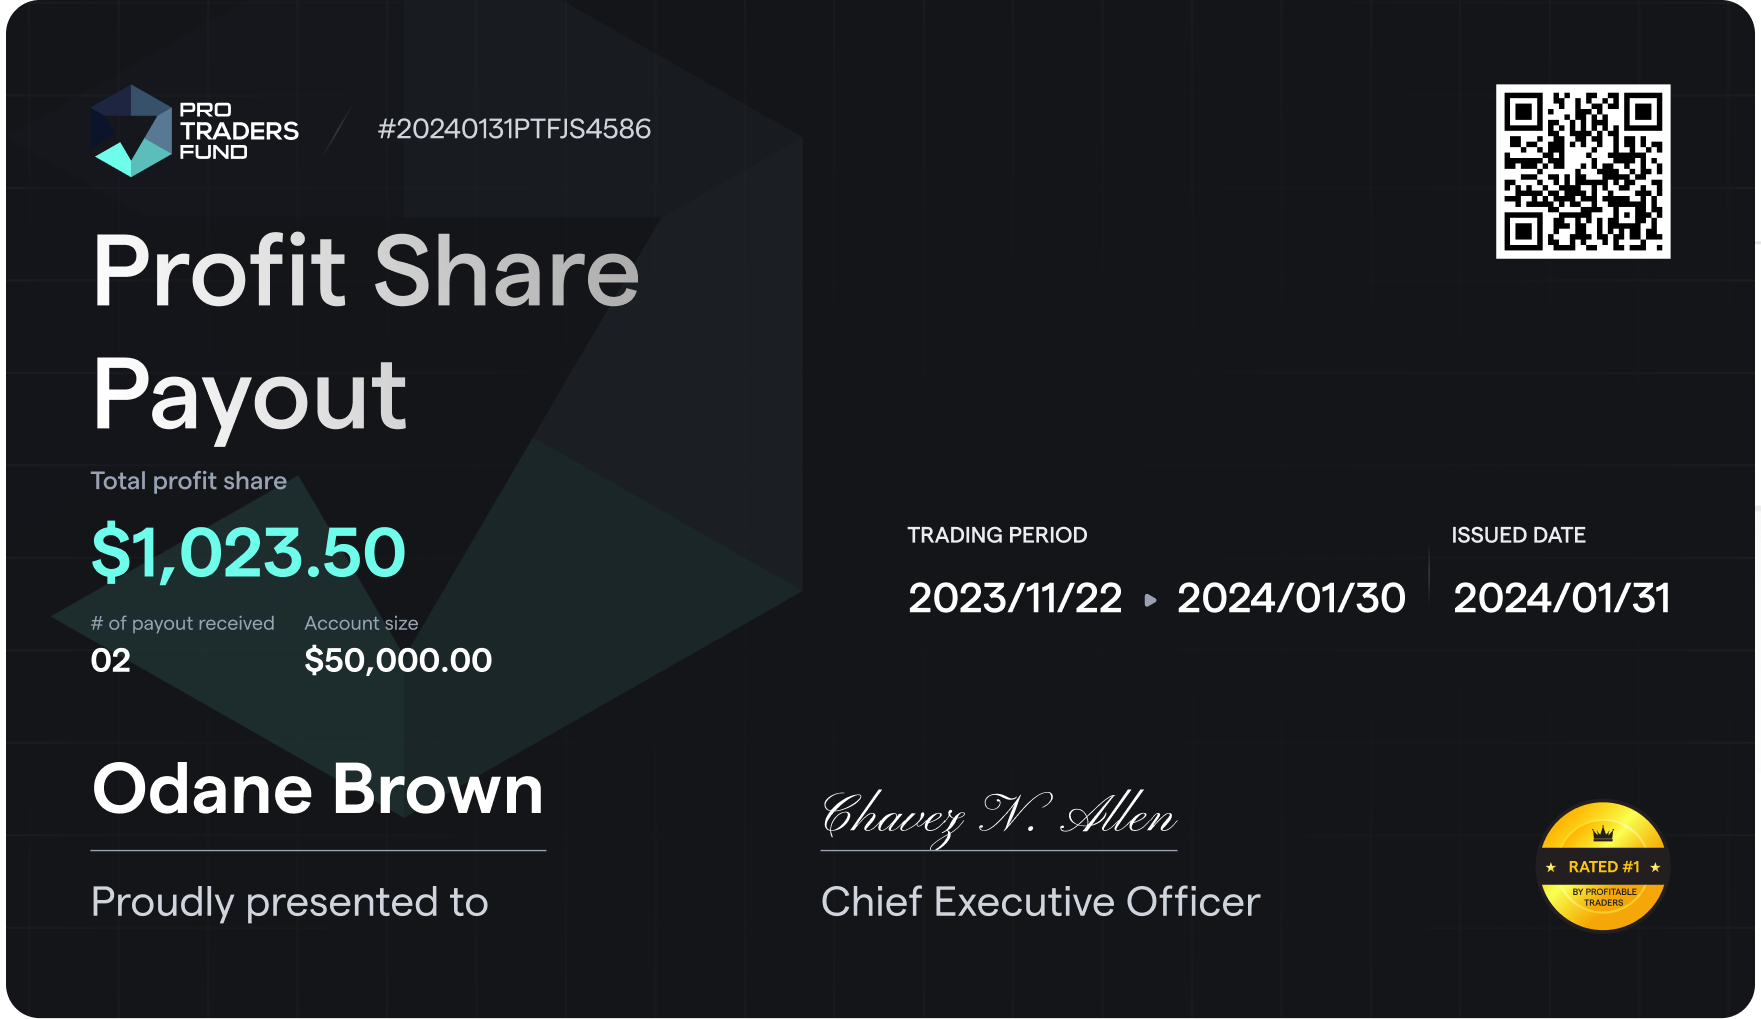 PRO
TRADERS
FUND
#20240131PTFJS4586
Profit Share
Payout
Total profit share
$1,023.50
# of payout received
02
Account size
$50,000.00
TRADING PERIOD
2023/11/22 2024/01/30
ISSUED DATE
2024/01/31
Odane Brown
Proudly presented to
Chavez N. Allen
Chief Executive Officer
RATED #1
BY PROFITABLE
TRADERS